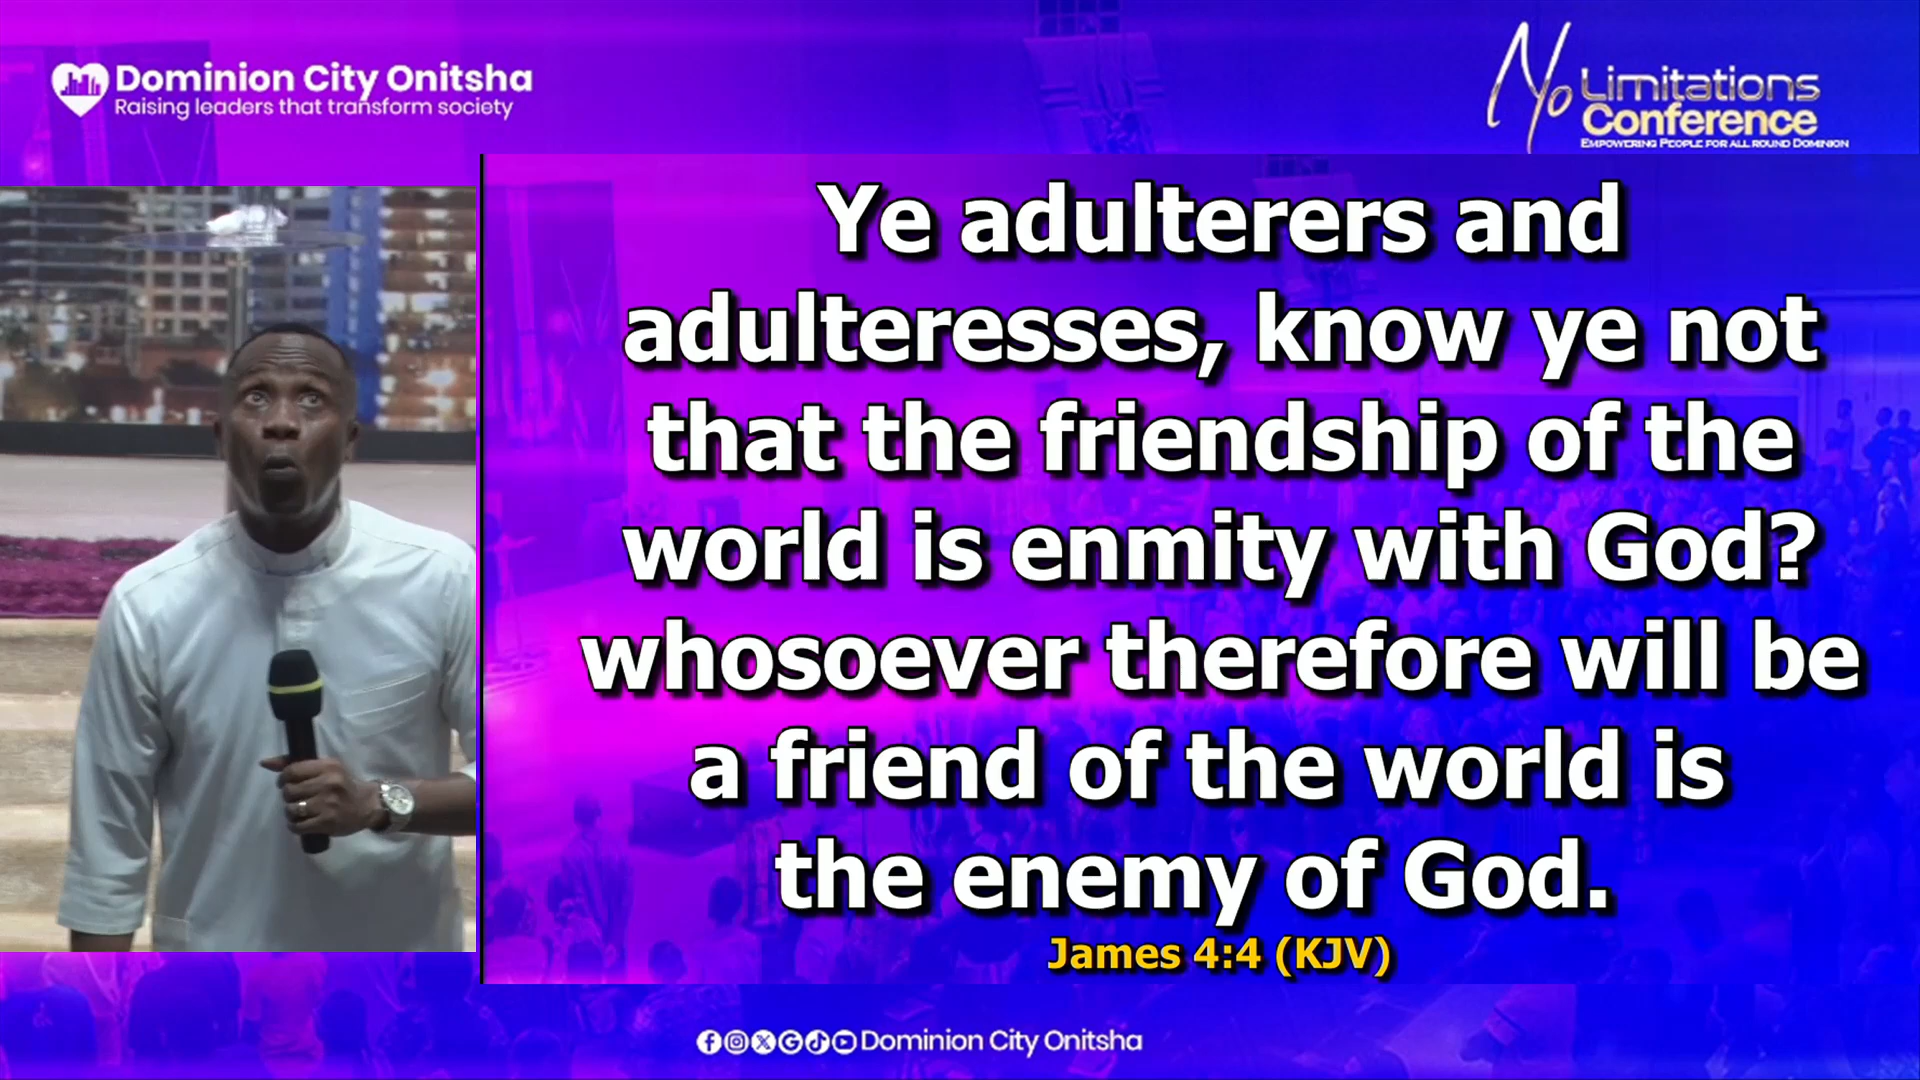 Dominion City Onitsha
Raising leaders that transform society
No Limitations
Conference
EMPOWERING PEOPLE FOR ALL ROUND DOMINION
Ye adulterers and
adulteresses, know ye not
that the friendship of the
world is enmity with God?
whosoever therefore will be
a friend of the world is
the enemy of God.
James 4:4 (KJV)
Dominion City Onitsha